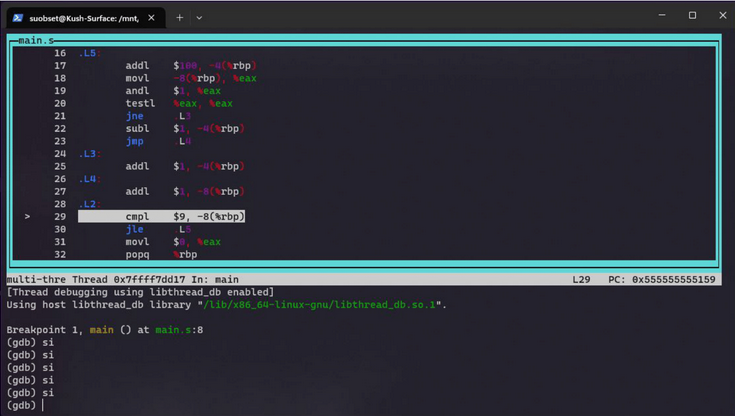 suobset@Kush-Surface: /mnt,
main.s
16 .L5:
17 addl $100, -4(%rbp)
18 movl -8(%rbp), %eax
19 andl $1, %eax
20 testl %eax, %eax
21 jne .L3
22 subl $1, -4(%rbp)
23 jmp .L4
24 .L3:
25 addl $1, -4(%rbp)
26 .L4:
27 addl $1, -8(%rbp)
28 .L2:
> 29 cmpl $9, -8(%rbp)
30 jle .L5
31 movl $0, %eax
32 popq %rbp
multi-thre Thread 0x7ffff7dd17 In: main L29 PC: 0x555555555159
[Thread debugging using libthread_db enabled]
Using host libthread_db library "/lib/x86_64-linux-gnu/libthread_db.so.1".
Breakpoint 1, main () at main.s:8
(gdb) si
(gdb) si
(gdb) si
(gdb) si
(gdb) si
(gdb)